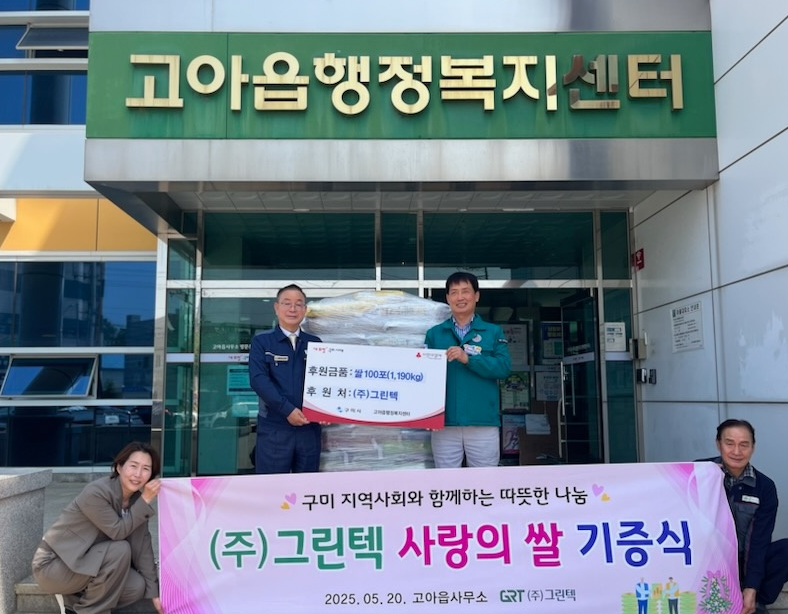 고아읍행정복지센터
후원금품 : 쌀100포(1,190kg)
후 원 처 : (주)그린텍
구 미 시 고아읍행정복지센터
구미 지역사회와 함께하는 따뜻한 나눔
(주)그린텍 사랑의 쌀 기증식
2025. 05. 20. 고아읍사무소 GRT (주)그린텍